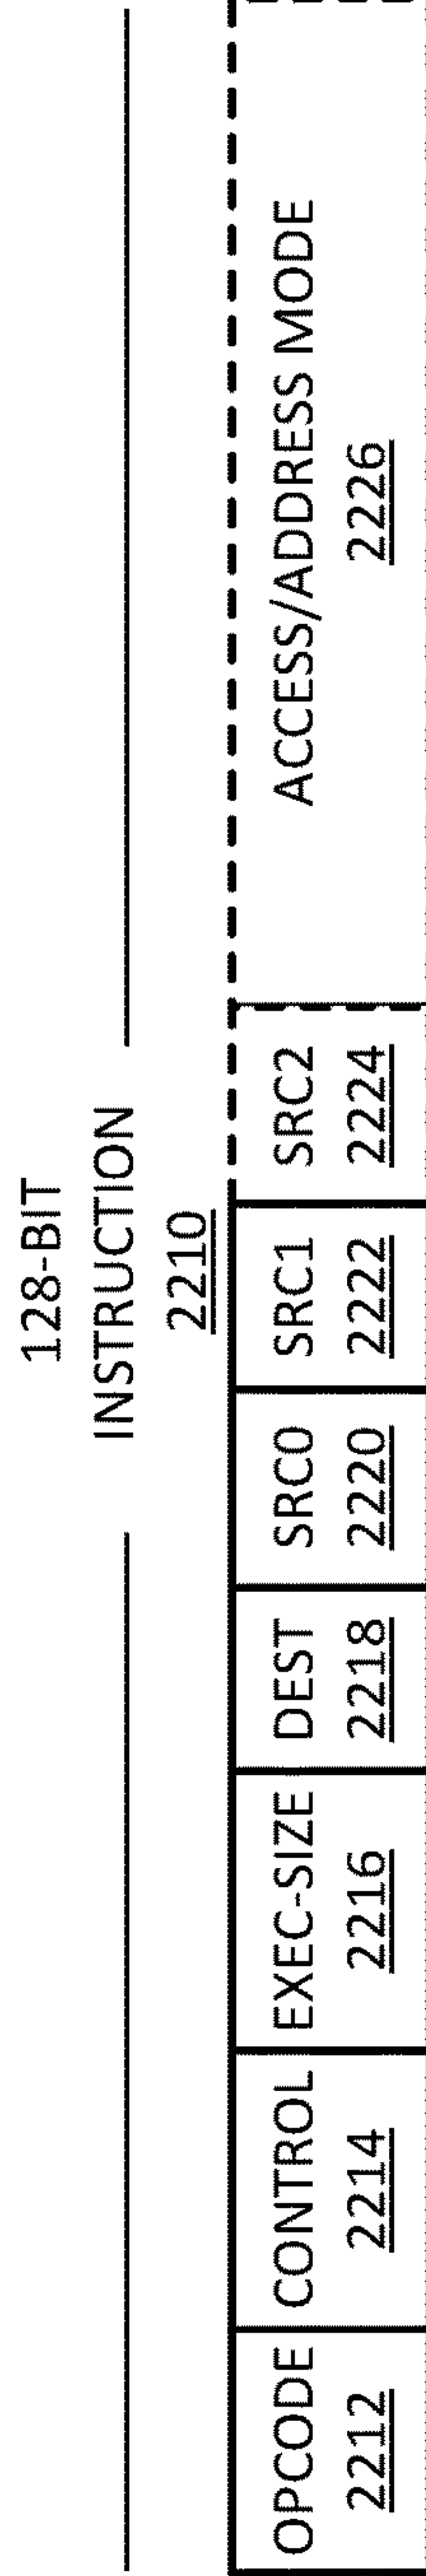 128-BIT
INSTRUCTION
2210
OPCODE
2212
CONTROL
2214
EXEC-SIZE
2216
DEST
2218
SRC0
2220
SRC1
2222
SRC2
2224
ACCESS/ADDRESS MODE
2226